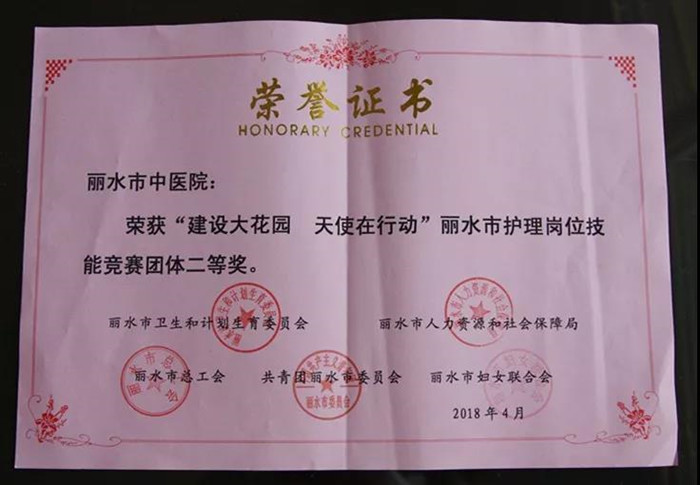 荣誉证书
HONORARY CREDENTIAL
丽水市中医院：
荣获“建设大花园 天使在行动”丽水市护理岗位技
能竞赛团体二等奖。
丽水市卫生和计划生育委员会 丽水市人力资源和社会保障局
丽水市总工会 共青团丽水市委员会 丽水市妇女联合会
2018年4月